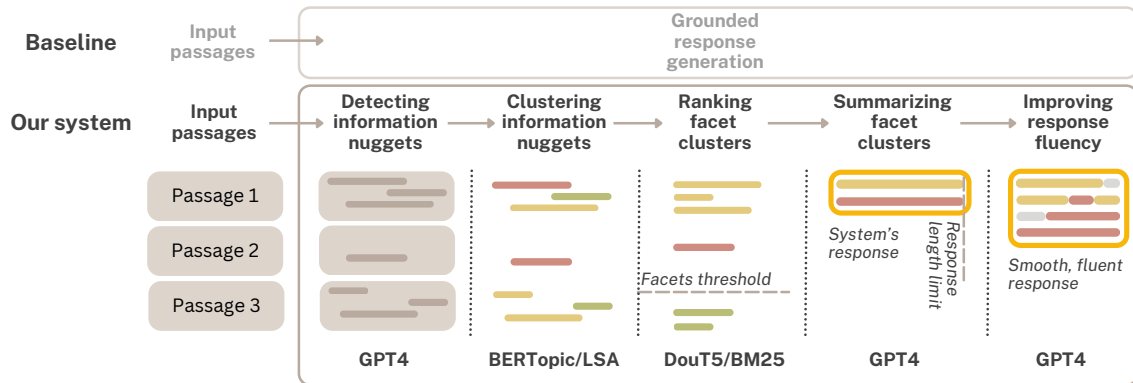 Baseline
Input
passages
Grounded
response
generation
Our system
Input
passages
Detecting
information
nuggets
Clustering
information
nuggets
Ranking
facet
clusters
Summarizing
facet
clusters
Improving
response
fluency
Passage 1
Passage 2
Passage 3
Facets threshold
System's
response
Response
length limit
Smooth, fluent
response
GPT4
BERTopic/LSA
DouT5/BM25
GPT4
GPT4